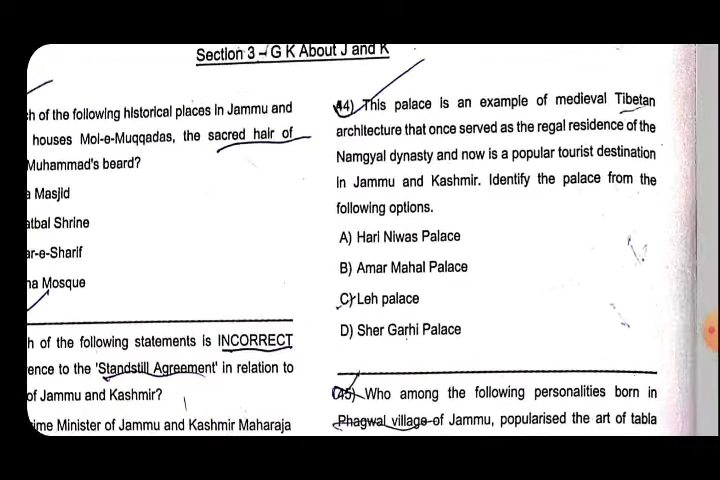 Section 3 - G K About J and K
ch of the following historical places in Jammu and
houses Moi-e-Muqqadas, the sacred hair of
Muhammad's beard?
a Masjid
atbal Shrine
ar-e-Sharif
na Mosque
h of the following statements is INCORRECT
ence to the 'Standstill Agreement' in relation to
of Jammu and Kashmir?
rime Minister of Jammu and Kashmir Maharaja
44) This palace is an example of medieval Tibetan
architecture that once served as the regal residence of the
Namgyal dynasty and now is a popular tourist destination
in Jammu and Kashmir. Identify the palace from the
following options.
A) Hari Niwas Palace
B) Amar Mahal Palace
C) Leh palace
D) Sher Garhi Palace
45) Who among the following personalities born in
Phagwal village of Jammu, popularised the art of tabla